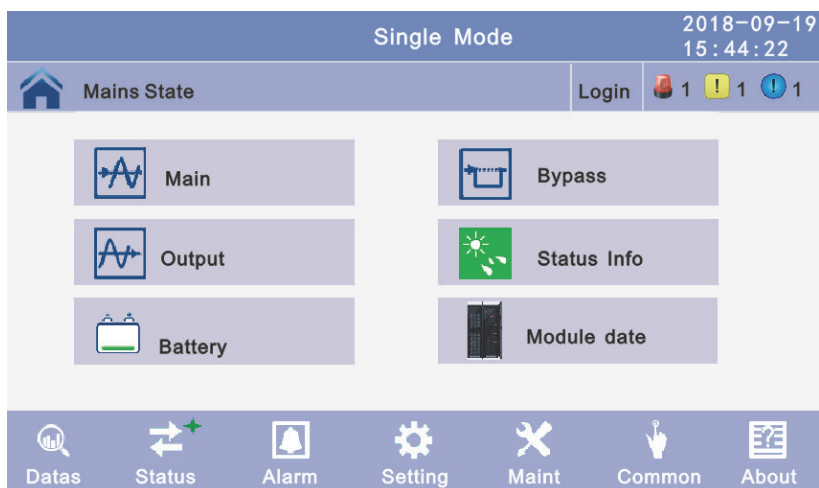 Single Mode
2018-09-19
15:44:22
Mains State
Login
1
! 1
! 1
Main
Bypass
Output
Status Info
Battery
Module date
Datas
Status
Alarm
Setting
Maint
Common
About